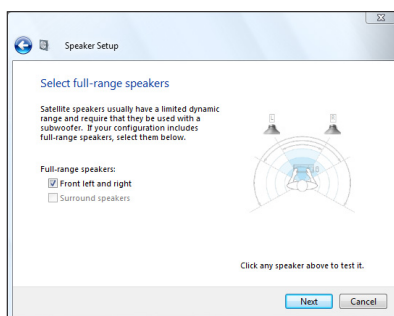 Speaker Setup
Select full-range speakers
Satellite speakers usually have a limited dynamic
range and require that they be used with a
subwoofer. If your configuration includes
full-range speakers, select them below.
L
R
Full-range speakers:
Front left and right
Surround speakers
Click any speaker above to test it.
Next
Cancel